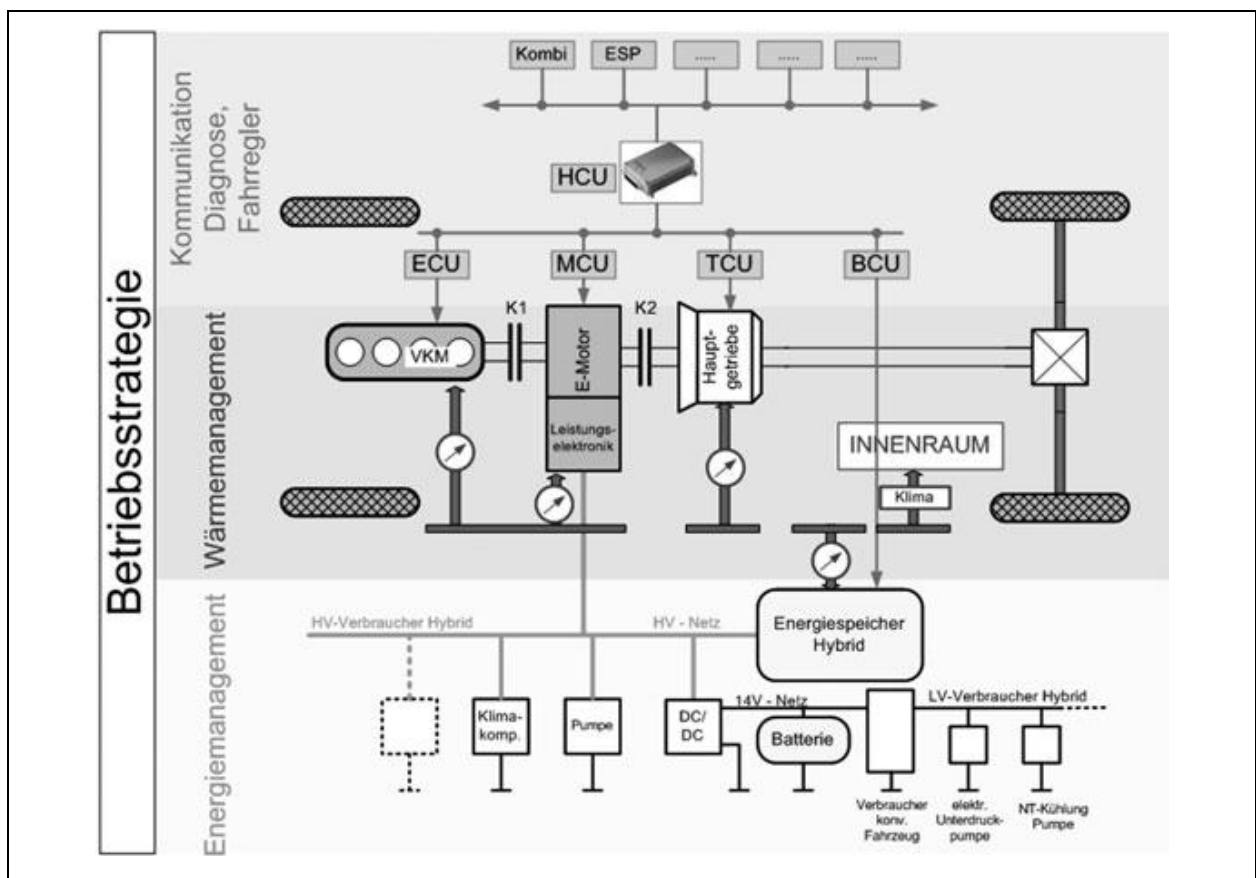 Betriebsstrategie
Kommunikation
Diagnose,
Fahrregler
Kombi
ESP
.....
.....
.....
HCU
ECU
MCU
TCU
BCU
Wärmemanagement
K1
K2
VKM
E-Motor
Haupt-
getriebe
Leistungs-
elektronik
INNENRAUM
Klima
Energiemanagement
HV-Verbraucher Hybrid
HV - Netz
Energiespeicher
Hybrid
Klima-
komp.
Pumpe
DC/
DC
14V - Netz
Batterie
LV-Verbraucher Hybrid
Verbraucher
konv.
Fahrzeug
elektr.
Unterdruck-
pumpe
NT-Kühlung
Pumpe